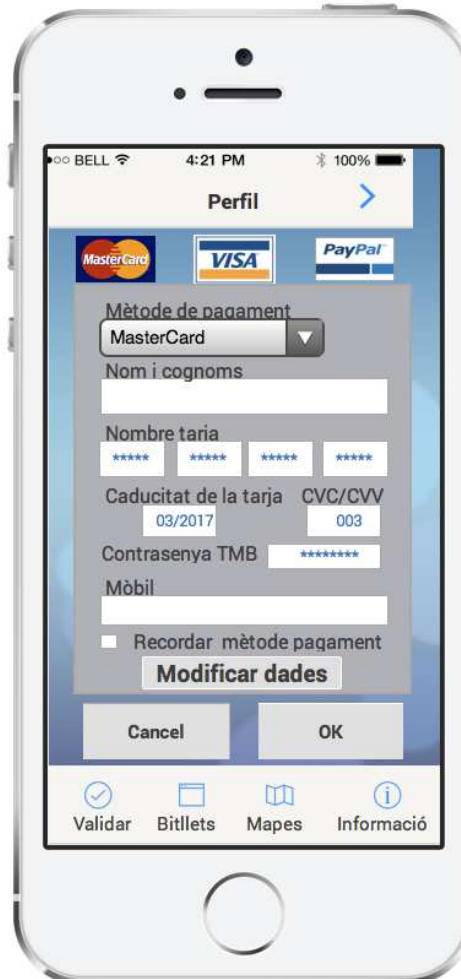 BELL 4:21 PM 100%
Perfil
MasterCard VISA PayPal
Mètode de pagament
MasterCard
Nom i cognoms
Nombre tarja
***** ***** ***** *****
Caducitat de la tarja CVC/CVV
03/2017 003
Contrasenya TMB ********
Mòbil
Recordar mètode pagament
Modificar dades
Cancel OK
Validar Bitllets Mapes Informació